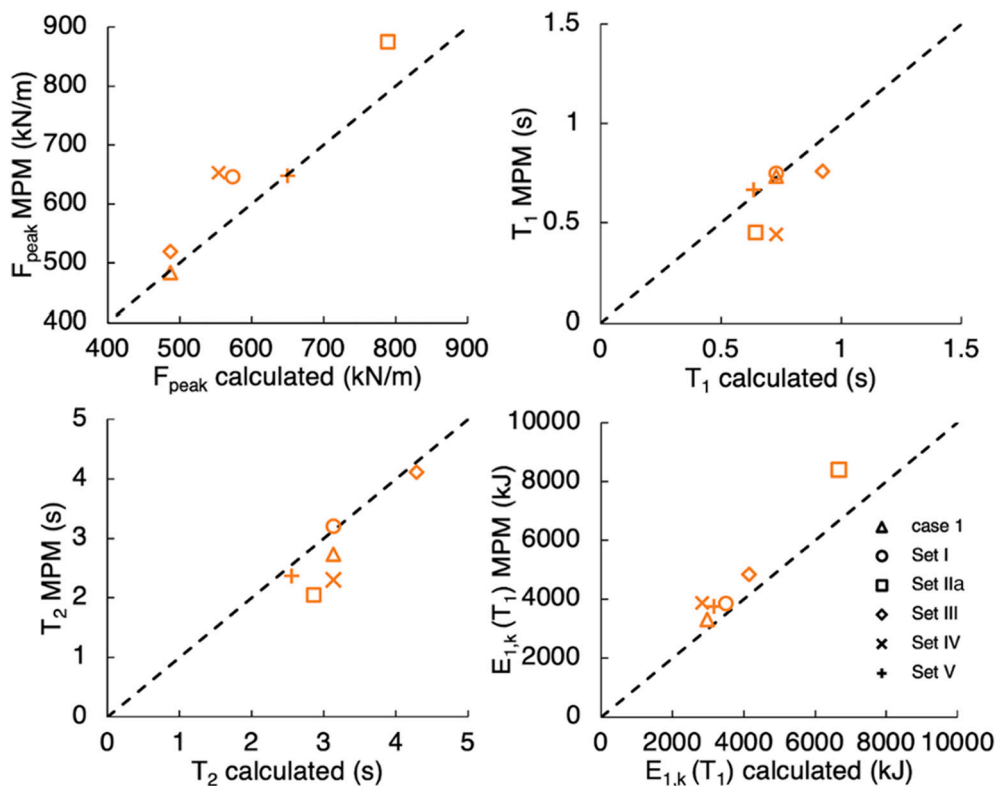 900
800
700
600
500
400
F_peak MPM (kN/m)
400 500 600 700 800 900
F_peak calculated (kN/m)
1.5
1
0.5
0
T_1 MPM (s)
0 0.5 1 1.5
T_1 calculated (s)
5
4
3
2
1
0
T_2 MPM (s)
0 1 2 3 4 5
T_2 calculated (s)
10000
8000
6000
4000
2000
0
E_1,k (T_1) MPM (kJ)
case 1
Set I
Set IIa
Set III
Set IV
Set V
0 2000 4000 6000 8000 10000
E_1,k (T_1) calculated (kJ)